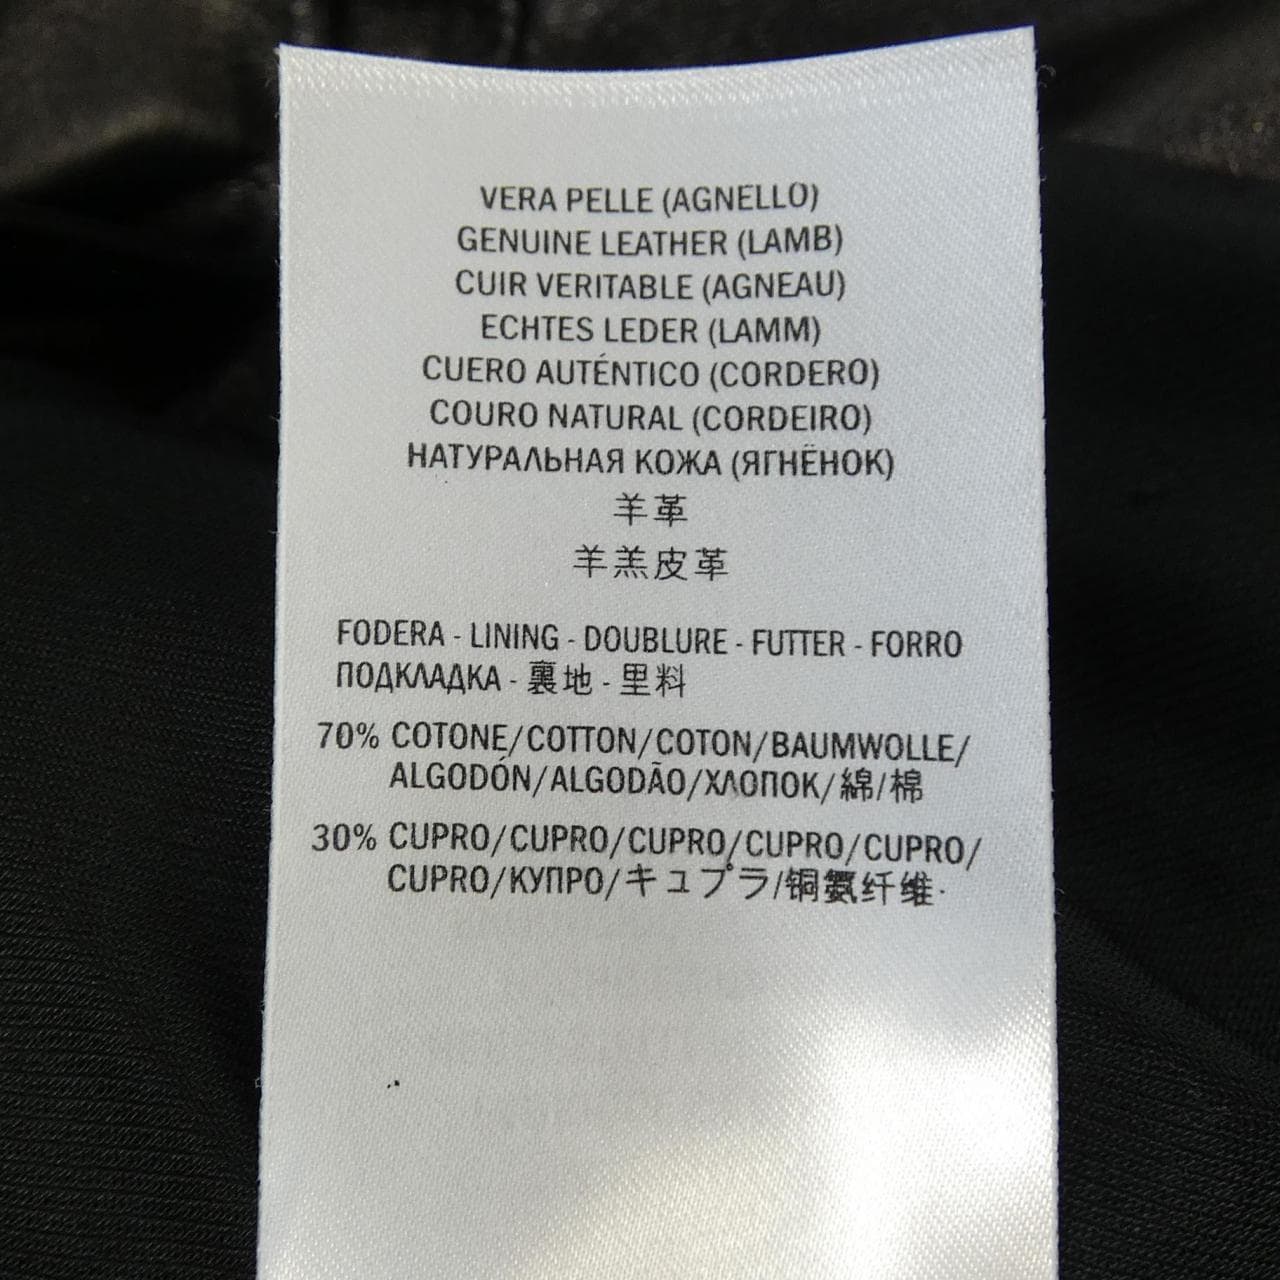 VERA PELLE (AGNELLO)
GENUINE LEATHER (LAMB)
CUIR VERITABLE (AGNEAU)
ECHTES LEDER (LAMM)
CUERO AUTÉNTICO (CORDERO)
COURO NATURAL (CORDEIRO)
НАТУРАЛЬНАЯ КОЖА (ЯГНЁНОК)
羊革
羊羔皮革
FODERA - LINING - DOUBLURE - FUTTER - FORRO
ПОДКЛАДКА - 裏地 - 里料
70% COTONE/COTTON/COTON/BAUMWOLLE/
ALGODÓN/ALGODÃO/ХЛОПОК/綿/棉
30% CUPRO/CUPRO/CUPRO/CUPRO/CUPRO/
CUPRO/КУПРО/キュプラ/铜氨纤维